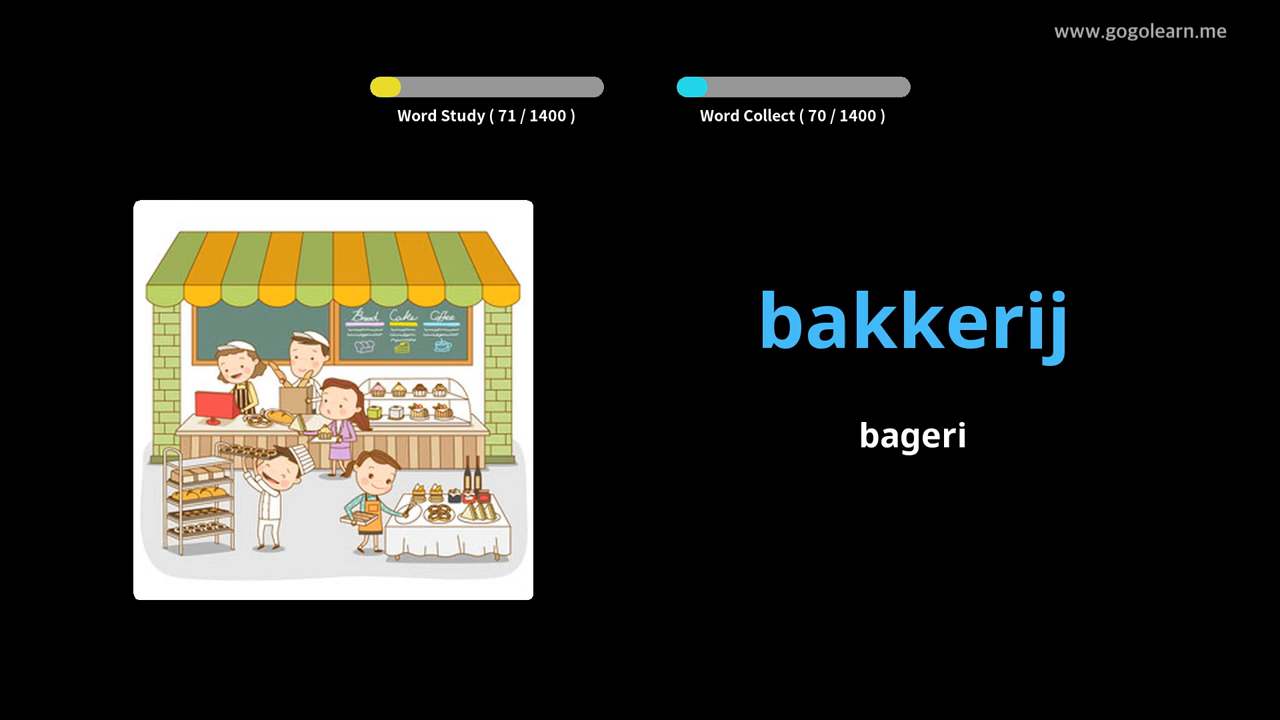 www.gogolearn.me
Word Study ( 71 / 1400 )
Word Collect ( 70 / 1400 )
Bread Cake Coffee
bakkerij
bageri